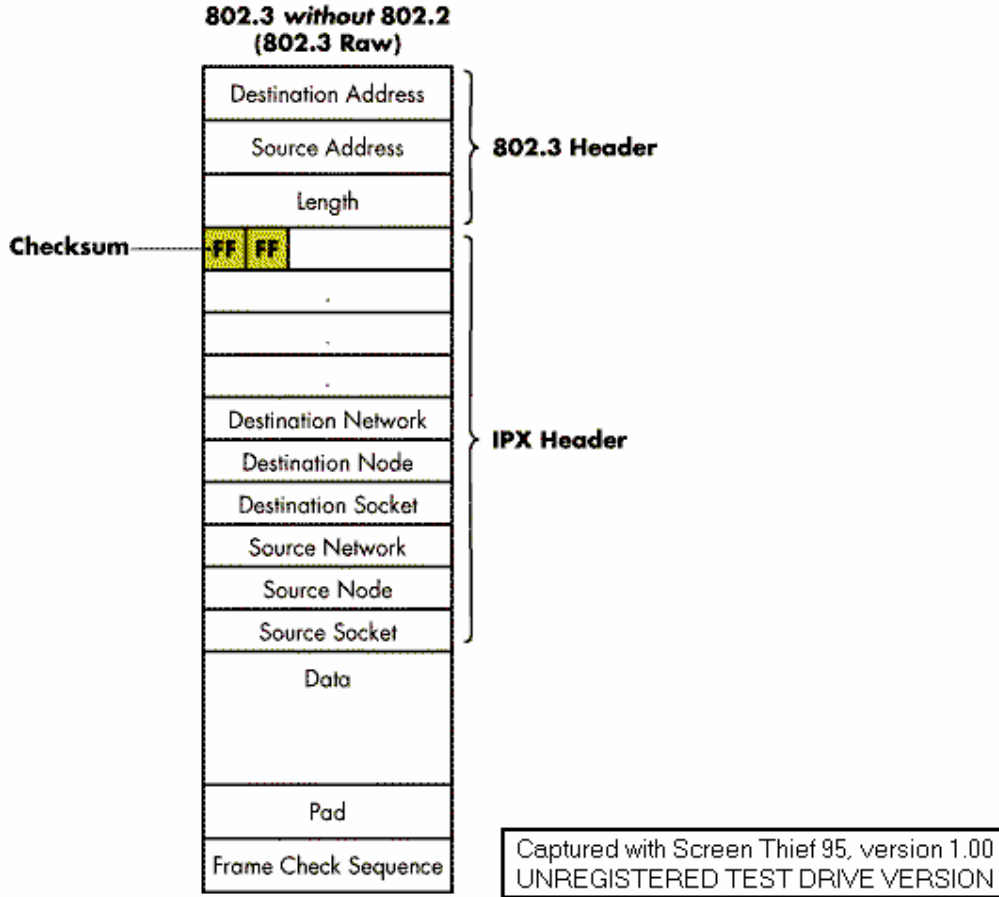 802.3 without 802.2
(802.3 Raw)
Destination Address
Source Address
802.3 Header
Length
Checksum
FF FF
.
.
.
Destination Network
IPX Header
Destination Node
Destination Socket
Source Network
Source Node
Source Socket
Data
Pad
Frame Check Sequence
Captured with Screen Thief 95, version 1.00
UNREGISTERED TEST DRIVE VERSION